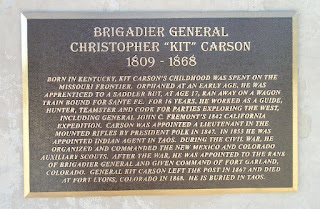 BRIGADIER GENERAL
CHRISTOPHER "KIT" CARSON
1809 - 1868
BORN IN KENTUCKY, KIT CARSON'S CHILDHOOD WAS SPENT ON THE
MISSOURI FRONTIER. ORPHANED AT EARLY AGE, HE WAS
APPRENTICED TO A SADDLER BUT, AT AGE 17, RAN AWAY ON A WAGON
TRAIN BOUND FOR SANTE FE. FOR 16 YEARS, HE WORKED AS A GUIDE,
HUNTER, TEAMSTER AND COOK FOR PARTIES EXPLORING THE WEST,
INCLUDING GENERAL JOHN C. FREMONT'S 1842 CALIFORNIA
EXPEDITION. CARSON WAS APPOINTED A LIEUTENANT IN THE
MOUNTED RIFLES BY PRESIDENT POLK IN 1847. IN 1853 HE WAS
APPOINTED INDIAN AGENT IN TAOS. DURING THE CIVIL WAR, HE
ORGANIZED AND COMMANDED THE NEW MEXICO AND COLORADO
AUXILIARY SCOUTS. AFTER THE WAR, HE WAS APPOINTED TO THE RANK
OF BRIGADIER GENERAL AND GIVEN COMMAND OF FORT GARLAND,
COLORADO. GENERAL KIT CARSON LEFT THE POST IN 1867 AND DIED
AT FORT LYONS, COLORADO IN 1868. HE IS BURIED IN TAOS.